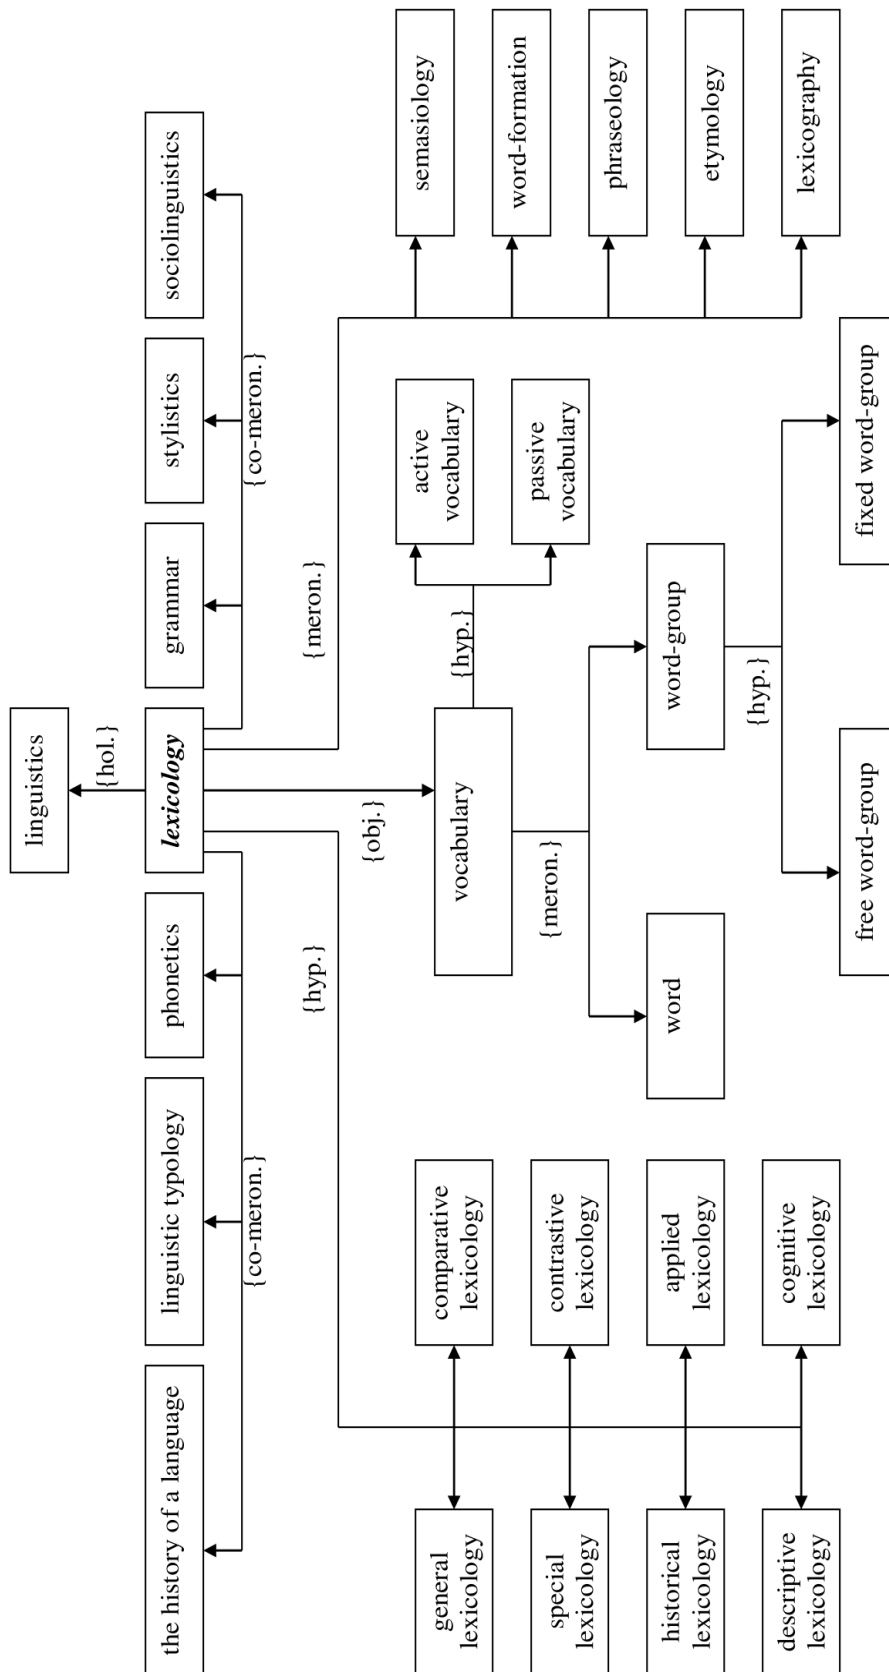 linguistics
{hol.}
the history of a language
linguistic typology
phonetics
lexicology
grammar
stylistics
sociolinguistics
{co-meron.}
{co-meron.}
{hyp.}
{meron.}
{obj.}
general
lexicology
comparative
lexicology
special
lexicology
contrastive
lexicology
historical
lexicology
applied
lexicology
descriptive
lexicology
cognitive
lexicology
vocabulary
{hyp.}
active
vocabulary
passive
vocabulary
{meron.}
word
word-group
{hyp.}
free word-group
fixed word-group
semasiology
word-formation
phraseology
etymology
lexicography